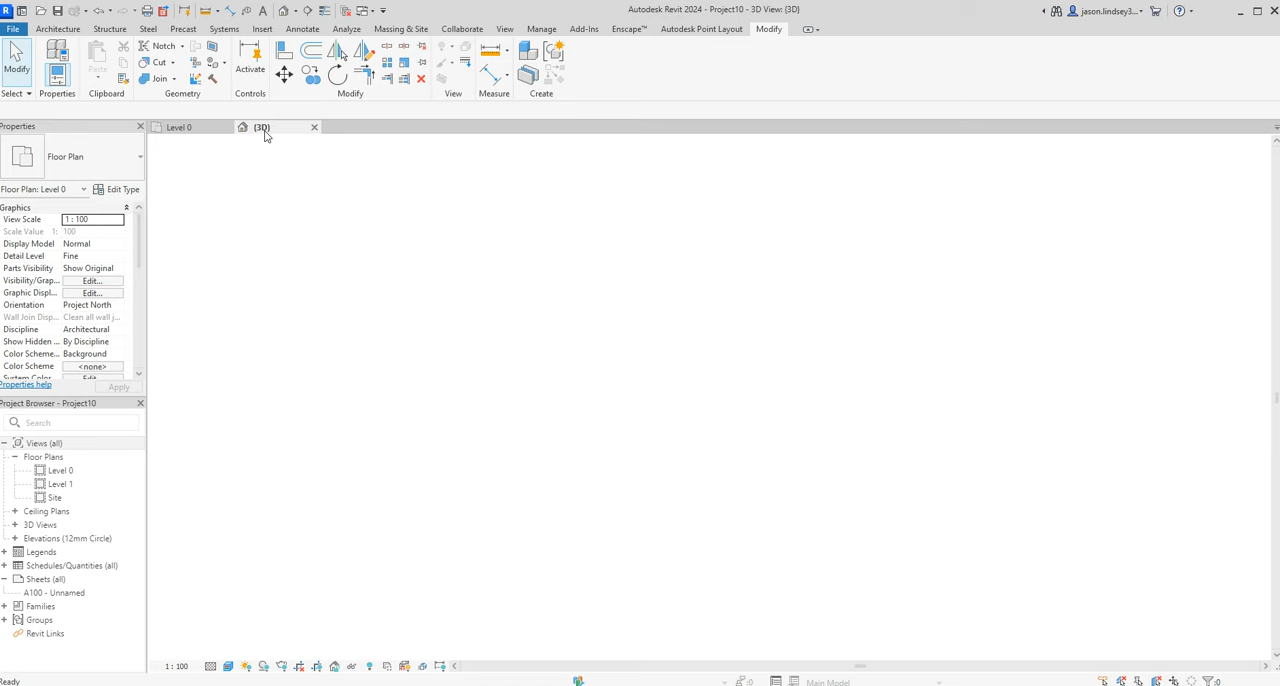 Autodesk Revit 2024 - Project10 - 3D View: {3D}
jason.lindsey3...
File Architecture Structure Steel Precast Systems Insert Annotate Analyze Massing & Site Collaborate View Manage Add-Ins Enscape™ Autodesk Point Layout Modify
Modify Paste Notch Cut Join Activate
Select Properties Clipboard Geometry Controls Modify View Measure Create
Properties
Level 0
{3D}
Floor Plan
Floor Plan: Level 0 Edit Type
Graphics
View Scale 1 : 100
Scale Value 1: 100
Display Model Normal
Detail Level Fine
Parts Visibility Show Original
Visibility/Grap... Edit...
Graphic Displ... Edit...
Orientation Project North
Wall Join Disp... Clean all wall j...
Discipline Architectural
Show Hidden ... By Discipline
Color Scheme... Background
Color Scheme <none>
System Color Edit
Properties help Apply
Project Browser - Project10
Search
Views (all)
Floor Plans
Level 0
Level 1
Site
Ceiling Plans
3D Views
Elevations (12mm Circle)
Legends
Schedules/Quantities (all)
Sheets (all)
A100 - Unnamed
Families
Groups
Revit Links
1 : 100
Ready :0 Main Model :0